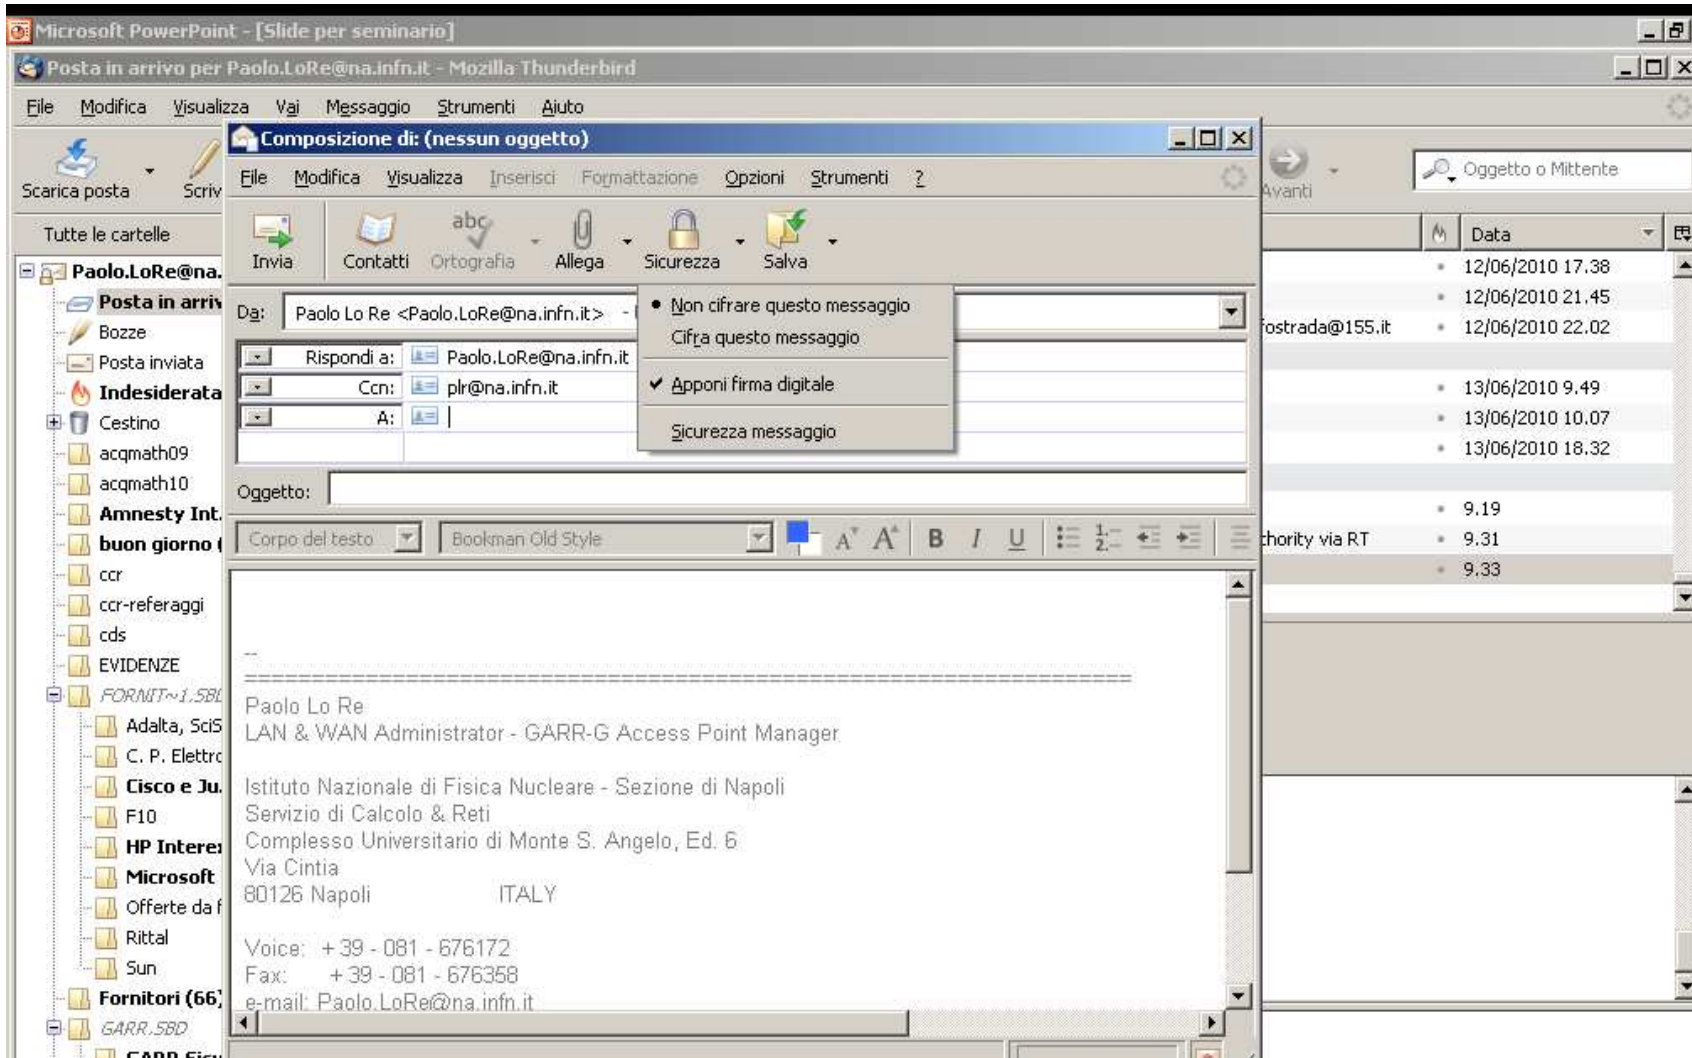 Microsoft PowerPoint - [Slide per seminario]
Posta in arrivo per Paolo.LoRe@na.infn.it - Mozilla Thunderbird
File Modifica Visualizza Vai Messaggio Strumenti Aiuto
Scarica posta Scriv
Avanti
Oggetto o Mittente
Tutte le cartelle
Paolo.LoRe@na.
Posta in arriv
Bozze
Posta inviata
Indesiderata
Cestino
acqmath09
acqmath10
Amnesty Int.
buon giorno (
ccr
ccr-referaggi
cds
EVIDENZE
FORNIT~1.SBD
Adalta, SciS
C. P. Elettro
Cisco e Ju.
F10
HP Interex
Microsoft
Offerte da f
Rittal
Sun
Fornitori (66)
GARR.SBD
Composizione di: (nessun oggetto)
File Modifica Visualizza Inserisci Formattazione Opzioni Strumenti ?
Invia Contatti Ortografia Allega Sicurezza Salva
Da: Paolo Lo Re <Paolo.LoRe@na.infn.it> -
Rispondi a: Paolo.LoRe@na.infn.it
Ccn: plr@na.infn.it
A:
Non cifrare questo messaggio
Cifra questo messaggio
Apponi firma digitale
Sicurezza messaggio
Oggetto:
Corpo del testo Bookman Old Style A A B I U
--
==================================================================
Paolo Lo Re
LAN & WAN Administrator - GARR-G Access Point Manager
Istituto Nazionale di Fisica Nucleare - Sezione di Napoli
Servizio di Calcolo & Reti
Complesso Universitario di Monte S. Angelo, Ed. 6
Via Cintia
80126 Napoli ITALY
Voice: + 39 - 081 - 676172
Fax: + 39 - 081 - 676358
e-mail: Paolo.LoRe@na.infn.it
Data
12/06/2010 17.38
12/06/2010 21.45
fostrada@155.it 12/06/2010 22.02
13/06/2010 9.49
13/06/2010 10.07
13/06/2010 18.32
9.19
thority via RT 9.31
9.33